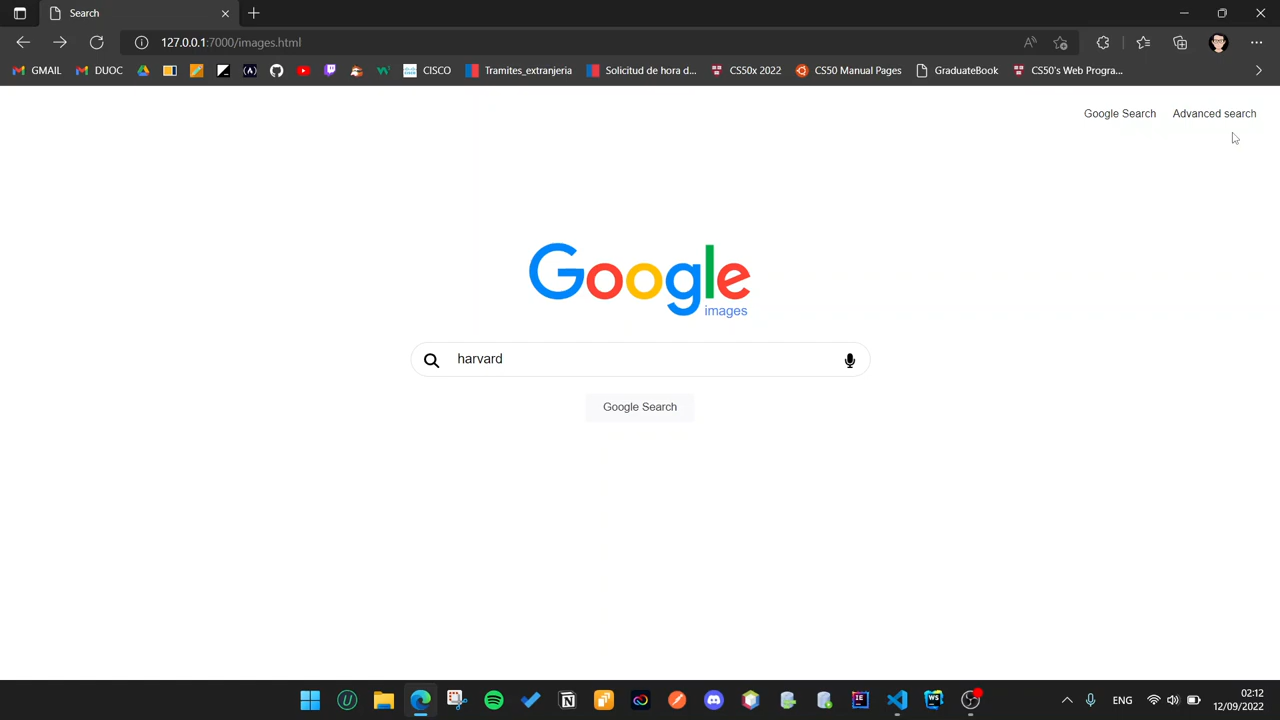 Search
127.0.0.1:7000/images.html
GMAIL
DUOC
CISCO
Tramites_extranjeria
Solicitud de hora d...
CS50x 2022
CS50 Manual Pages
GraduateBook
CS50's Web Progra...
Google Search
Advanced search
Google
images
harvard
Google Search
ENG
02:12
12/09/2022